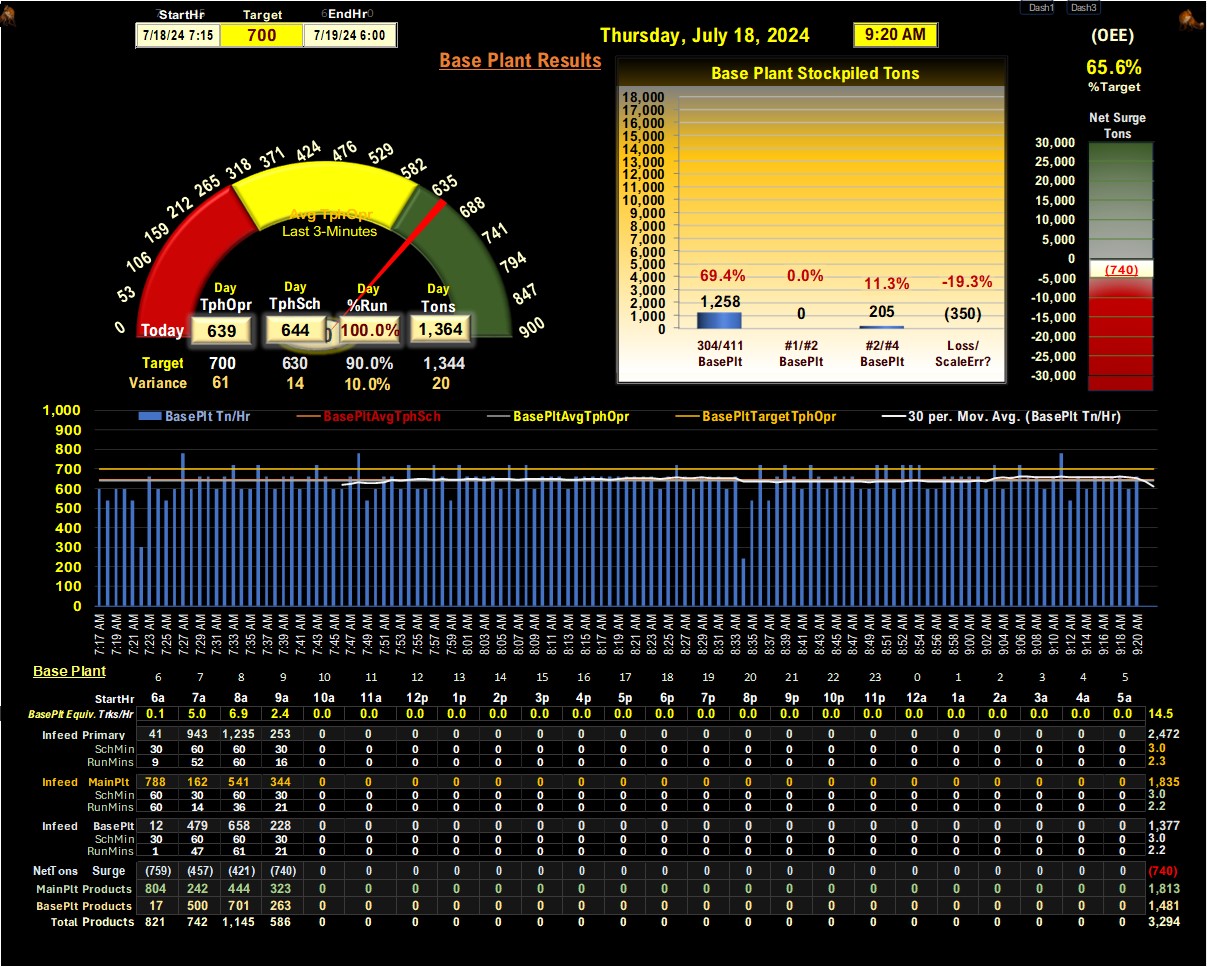 Dash1 Dash3
StartHr Target EndHr
7/18/24 7:15 700 7/19/24 6:00
Thursday, July 18, 2024 9:20 AM
(OEE)
65.6%
%Target
Base Plant Results
Base Plant Stockpiled Tons
18,000
17,000
16,000
15,000
14,000
13,000
12,000
11,000
10,000
9,000
8,000
7,000
6,000
5,000
4,000
3,000
2,000
1,000
0
69.4% 0.0% 11.3% -19.3%
1,258 0 205 (350)
304/411 #1/#2 #2/#4 Loss/
BasePlt BasePlt BasePlt ScaleErr?
Net Surge
Tons
30,000
25,000
20,000
15,000
10,000
5,000
0
(740)
-5,000
-10,000
-15,000
-20,000
-25,000
-30,000
0 53 106 159 212 265 318 371 424 476 529 582 635 688 741 794 847 900
Avg TphOpr
Last 3-Minutes
Day Day Day Day
TphOpr TphSch %Run Tons
Today 639 644 100.0% 1,364
Target 700 630 90.0% 1,344
Variance 61 14 10.0% 20
BasePlt Tn/Hr BasePltAvgTphSch BasePltAvgTphOpr BasePltTargetTphOpr 30 per. Mov. Avg. (BasePlt Tn/Hr)
1,000
900
800
700
600
500
400
300
200
100
0
7:17 AM 7:19 AM 7:21 AM 7:23 AM 7:25 AM 7:27 AM 7:29 AM 7:31 AM 7:33 AM 7:35 AM 7:37 AM 7:39 AM 7:41 AM 7:43 AM 7:45 AM 7:47 AM 7:49 AM 7:51 AM 7:53 AM 7:55 AM 7:57 AM 7:59 AM 8:01 AM 8:03 AM 8:05 AM 8:07 AM 8:09 AM 8:11 AM 8:13 AM 8:15 AM 8:17 AM 8:19 AM 8:21 AM 8:23 AM 8:25 AM 8:27 AM 8:29 AM 8:31 AM 8:33 AM 8:35 AM 8:37 AM 8:39 AM 8:41 AM 8:43 AM 8:45 AM 8:47 AM 8:49 AM 8:51 AM 8:52 AM 8:54 AM 8:56 AM 8:58 AM 9:00 AM 9:02 AM 9:04 AM 9:06 AM 9:08 AM 9:10 AM 9:12 AM 9:14 AM 9:16 AM 9:18 AM 9:20 AM
Base Plant 6 7 8 9 10 11 12 13 14 15 16 17 18 19 20 21 22 23 0 1 2 3 4 5
StartHr 6a 7a 8a 9a 10a 11a 12p 1p 2p 3p 4p 5p 6p 7p 8p 9p 10p 11p 12a 1a 2a 3a 4a 5a
BasePlt Equiv. Trks/Hr 0.1 5.0 6.9 2.4 0.0 0.0 0.0 0.0 0.0 0.0 0.0 0.0 0.0 0.0 0.0 0.0 0.0 0.0 0.0 0.0 0.0 0.0 0.0 0.0 14.5
Infeed Primary 41 943 1,235 253 0 0 0 0 0 0 0 0 0 0 0 0 0 0 0 0 0 0 0 0 2,472
SchMin 30 60 60 30 0 0 0 0 0 0 0 0 0 0 0 0 0 0 0 0 0 0 0 0 3.0
RunMins 9 52 60 16 0 0 0 0 0 0 0 0 0 0 0 0 0 0 0 0 0 0 0 0 2.3
Infeed MainPlt 788 162 541 344 0 0 0 0 0 0 0 0 0 0 0 0 0 0 0 0 0 0 0 0 1,835
SchMin 60 30 60 30 0 0 0 0 0 0 0 0 0 0 0 0 0 0 0 0 0 0 0 0 3.0
RunMins 60 14 36 21 0 0 0 0 0 0 0 0 0 0 0 0 0 0 0 0 0 0 0 0 2.2
Infeed BasePlt 12 479 658 228 0 0 0 0 0 0 0 0 0 0 0 0 0 0 0 0 0 0 0 0 1,377
SchMin 30 60 60 30 0 0 0 0 0 0 0 0 0 0 0 0 0 0 0 0 0 0 0 0 3.0
RunMins 1 47 61 21 0 0 0 0 0 0 0 0 0 0 0 0 0 0 0 0 0 0 0 0 2.2
NetTons Surge (759) (457) (421) (740) 0 0 0 0 0 0 0 0 0 0 0 0 0 0 0 0 0 0 0 0 (740)
MainPlt Products 804 242 444 323 0 0 0 0 0 0 0 0 0 0 0 0 0 0 0 0 0 0 0 0 1,813
BasePlt Products 17 500 701 263 0 0 0 0 0 0 0 0 0 0 0 0 0 0 0 0 0 0 0 0 1,481
Total Products 821 742 1,145 586 0 0 0 0 0 0 0 0 0 0 0 0 0 0 0 0 0 0 0 0 3,294